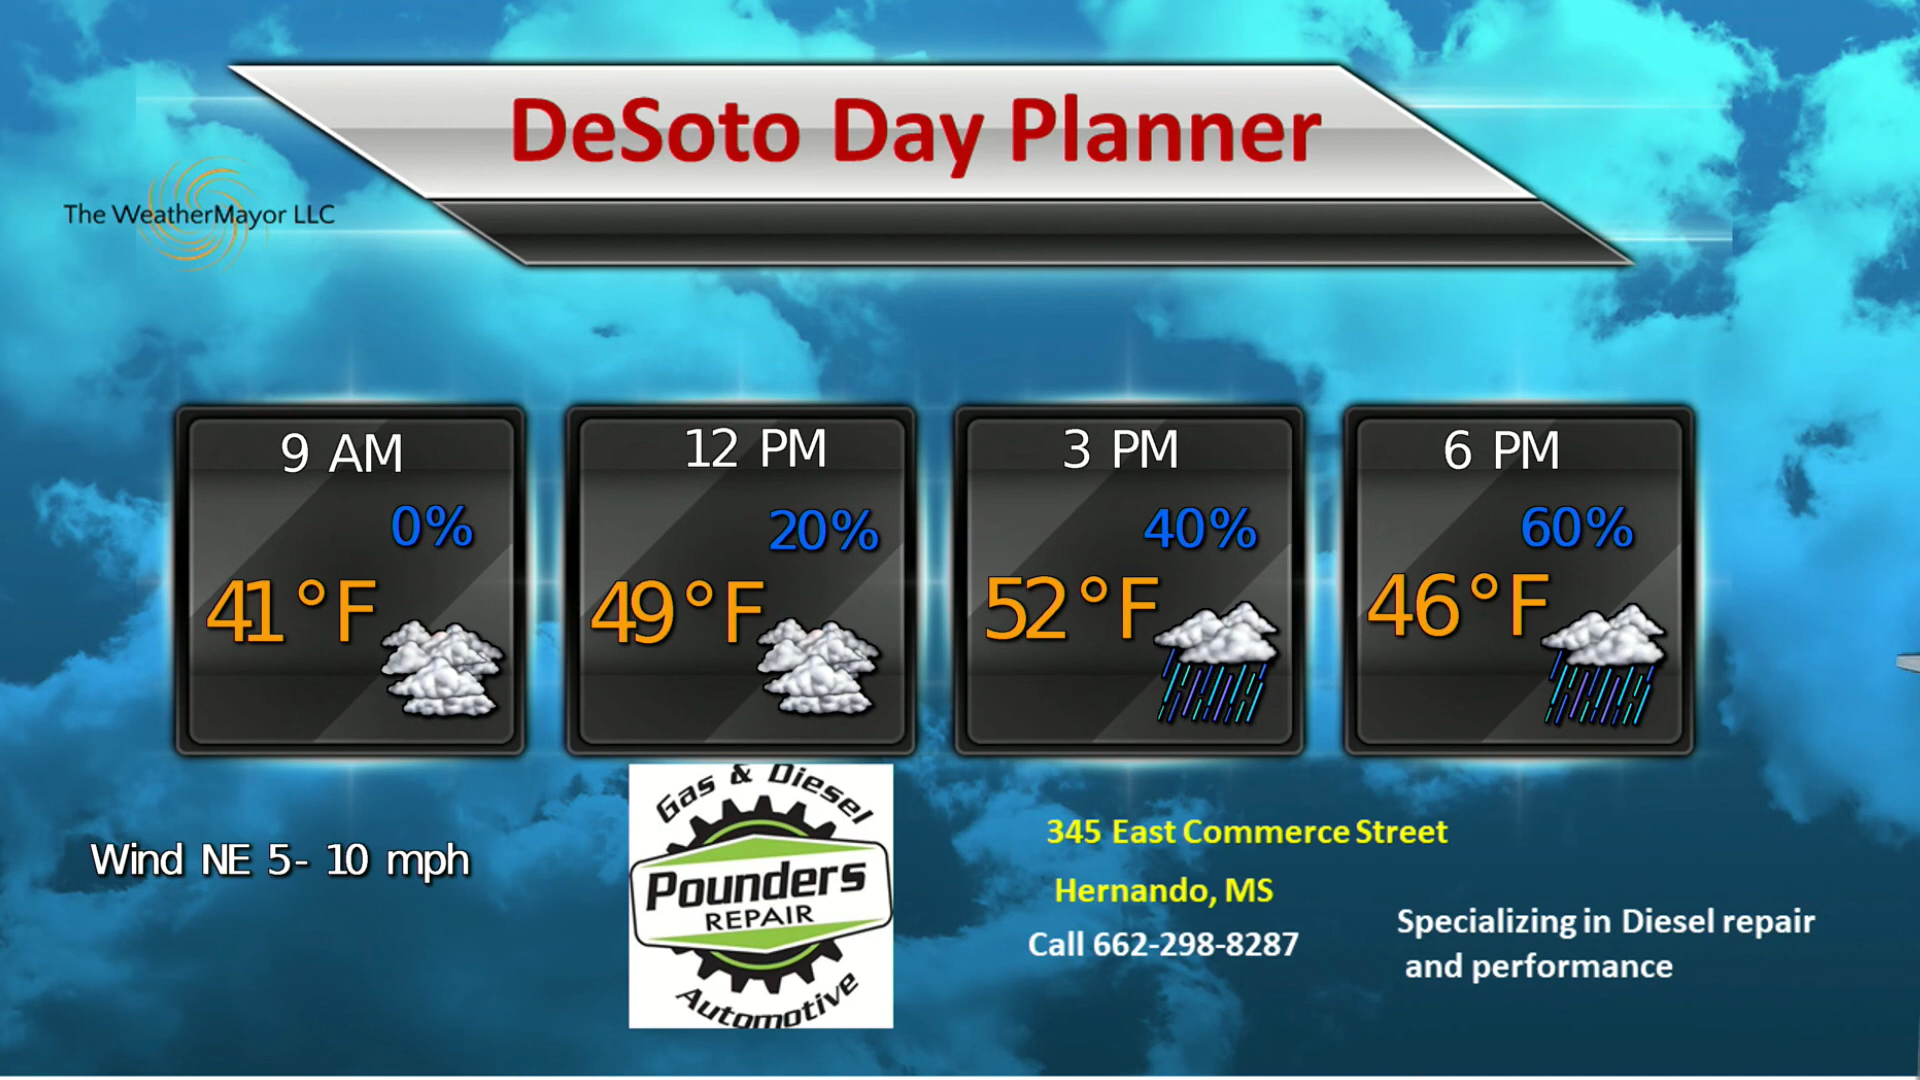 DeSoto Day Planner
The WeatherMayor LLC
9 AM
0%
41°F
12 PM
20%
49°F
3 PM
40%
52°F
6 PM
60%
46°F
Wind NE 5- 10 mph
Gas & Diesel
Pounders
REPAIR
Automotive
345 East Commerce Street
Hernando, MS
Call 662-298-8287
Specializing in Diesel repair
and performance